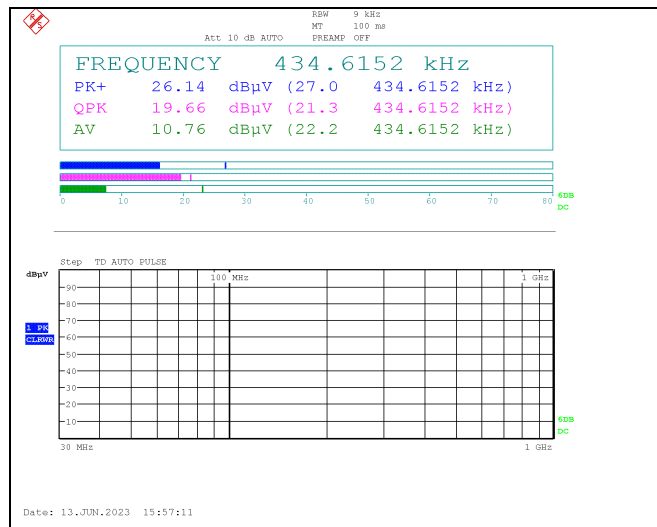 R S
RBW 9 kHz
MT 100 ms
Att 10 dB AUTO PREAMP OFF
FREQUENCY 434.6152 kHz
PK+ 26.14 dBµV (27.0 434.6152 kHz)
QPK 19.66 dBµV (21.3 434.6152 kHz)
AV 10.76 dBµV (22.2 434.6152 kHz)
0 10 20 30 40 50 60 70 80
6DB
DC
Step TD AUTO PULSE
dBµV
100 MHz 1 GHz
90
80
70
1 PK
CLRWR
60
50
40
30
20
10
6DB
DC
30 MHz 1 GHz
Date: 13.JUN.2023 15:57:11